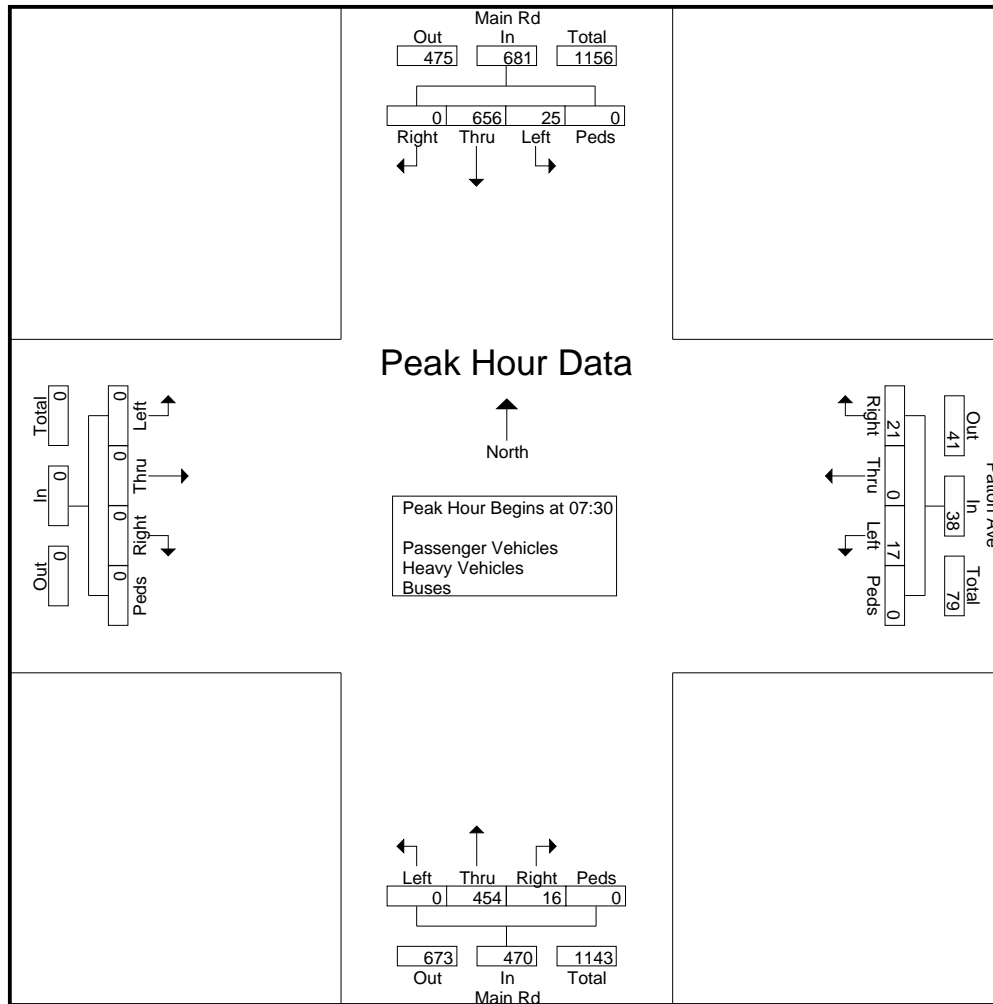 Main Rd
Out In Total
475 681 1156
0 656 25 0
Right Thru Left Peds
Peak Hour Data
North
Peak Hour Begins at 07:30
Passenger Vehicles
Heavy Vehicles
Buses
Total In Out
0 0 0
0 0 0 0
Left Thru Right Peds
Right Thru Left Peds
21 0 17 0
Out In Total
41 38 79
Ave
Left Thru Right Peds
0 454 16 0
673 470 1143
Out In Total
Main Rd